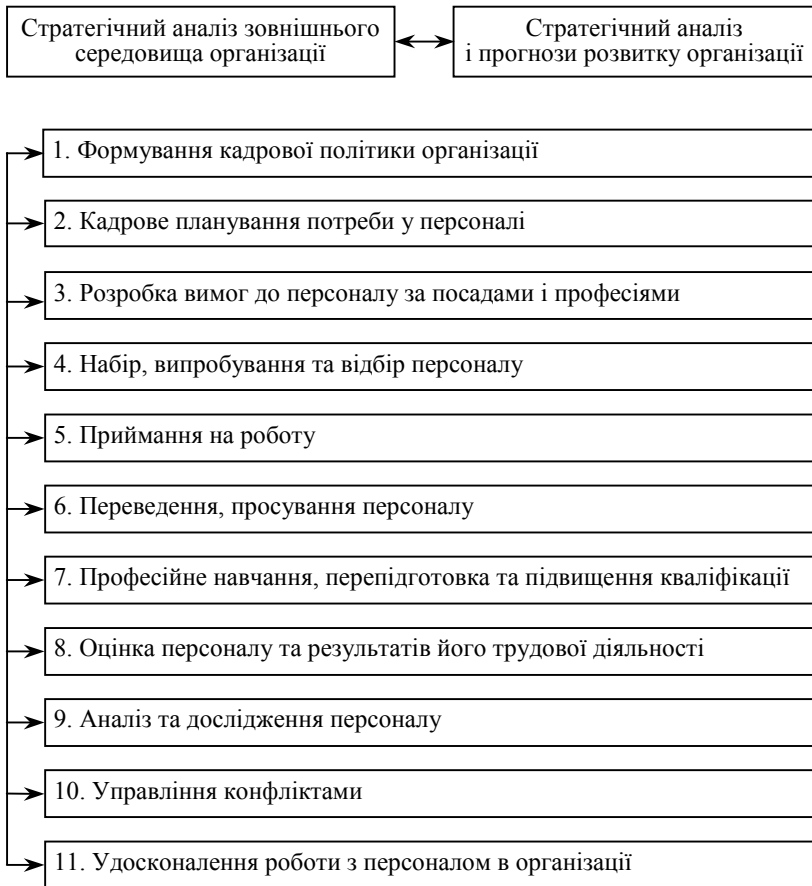 Стратегічний аналіз зовнішнього
середовища організації
Стратегічний аналіз
і прогнози розвитку організації
1. Формування кадрової політики організації
2. Кадрове планування потреби у персоналі
3. Розробка вимог до персоналу за посадами і професіями
4. Набір, випробування та відбір персоналу
5. Приймання на роботу
6. Переведення, просування персоналу
7. Професійне навчання, перепідготовка та підвищення кваліфікації
8. Оцінка персоналу та результатів його трудової діяльності
9. Аналіз та дослідження персоналу
10. Управління конфліктами
11. Удосконалення роботи з персоналом в організації